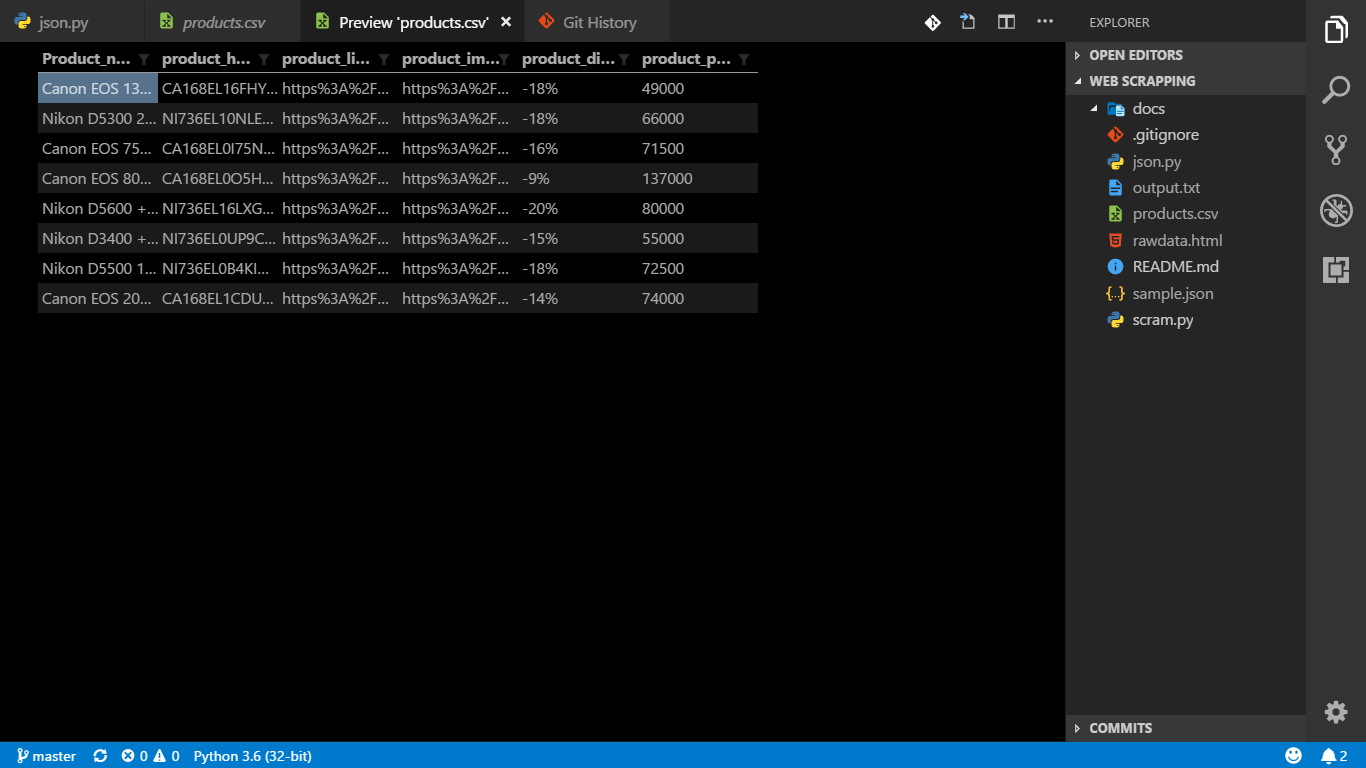 json.py products.csv Preview 'products.csv' Git History EXPLORER
Product_n... product_h... product_li... product_im... product_di... product_p...
Canon EOS 13... CA168EL16FHY... https%3A%2F... https%3A%2F... -18% 49000
Nikon D5300 2... NI736EL10NLE... https%3A%2F... https%3A%2F... -18% 66000
Canon EOS 75... CA168EL0I75N... https%3A%2F... https%3A%2F... -16% 71500
Canon EOS 80... CA168EL0O5H... https%3A%2F... https%3A%2F... -9% 137000
Nikon D5600 +... NI736EL16LXG... https%3A%2F... https%3A%2F... -20% 80000
Nikon D3400 +... NI736EL0UP9C... https%3A%2F... https%3A%2F... -15% 55000
Nikon D5500 1... NI736EL0B4KI... https%3A%2F... https%3A%2F... -18% 72500
Canon EOS 20... CA168EL1CDU... https%3A%2F... https%3A%2F... -14% 74000
OPEN EDITORS
WEB SCRAPPING
docs
.gitignore
json.py
output.txt
products.csv
rawdata.html
README.md
sample.json
scram.py
COMMITS
master 0 0 Python 3.6 (32-bit) 2